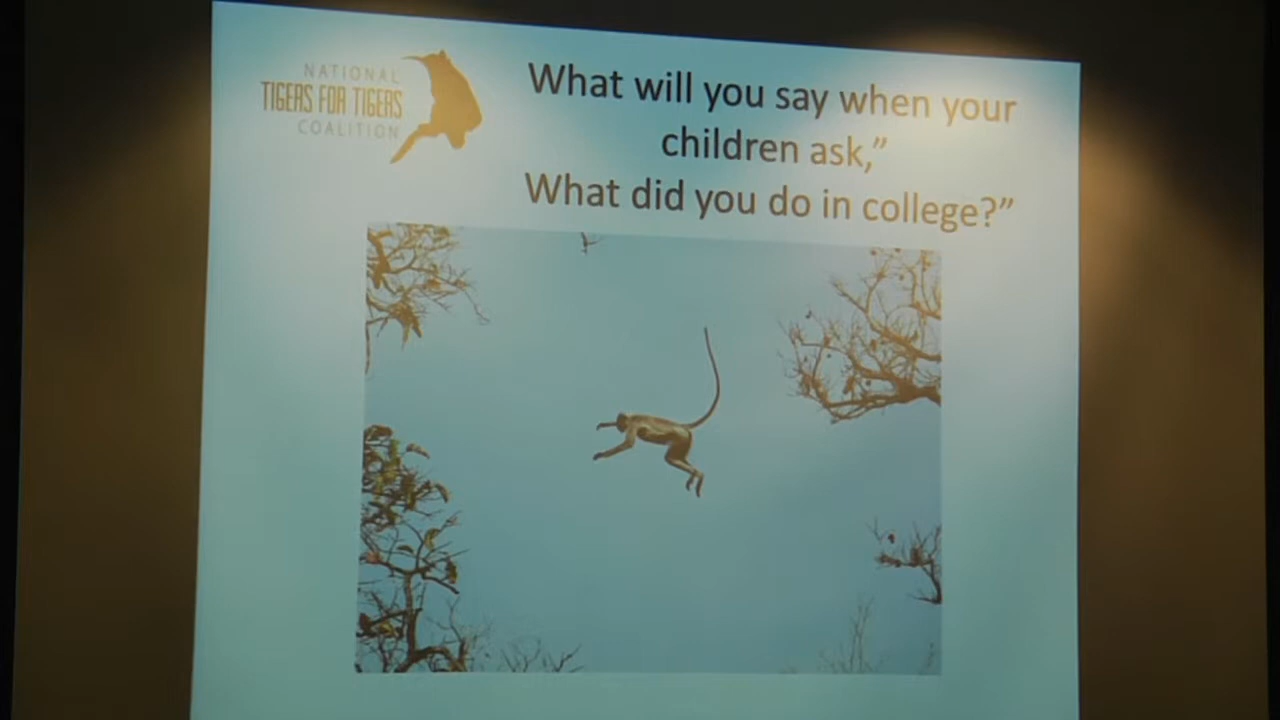 NATIONAL
TIGERS FOR TIGERS
COALITION
What will you say when your
children ask,”
What did you do in college?”